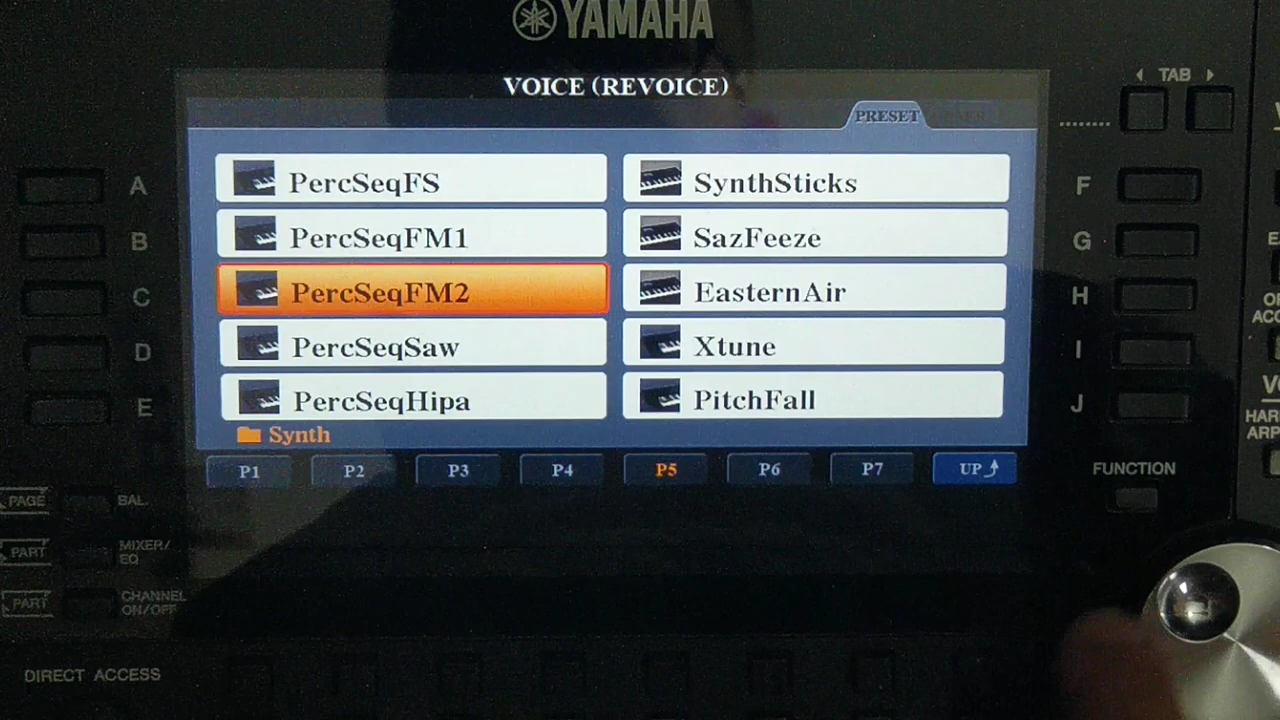 YAMAHA
VOICE (REVOICE)
TAB
PRESET
A PercSeqFS SynthSticks F
B PercSeqFM1 SazFeeze G
C PercSeqFM2 EasternAir H
D PercSeqSaw Xtune I
E PercSeqHipa PitchFall J
Synth
P1 P2 P3 P4 P5 P6 P7 UP
FUNCTION
PAGE BAL.
PART MIXER/
EQ
PART CHANNEL
ON/OFF
DIRECT ACCESS